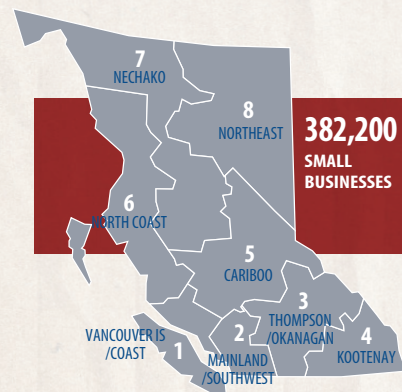 7
NECHAKO
8
NORTHEAST
382,200
SMALL
BUSINESSES
6
NORTH COAST
5
CARIBOO
3
THOMPSON
/OKANAGAN
4
KOOTENAY
VANCOUVER IS
/COAST
1
2
MAINLAND
/SOUTHWEST